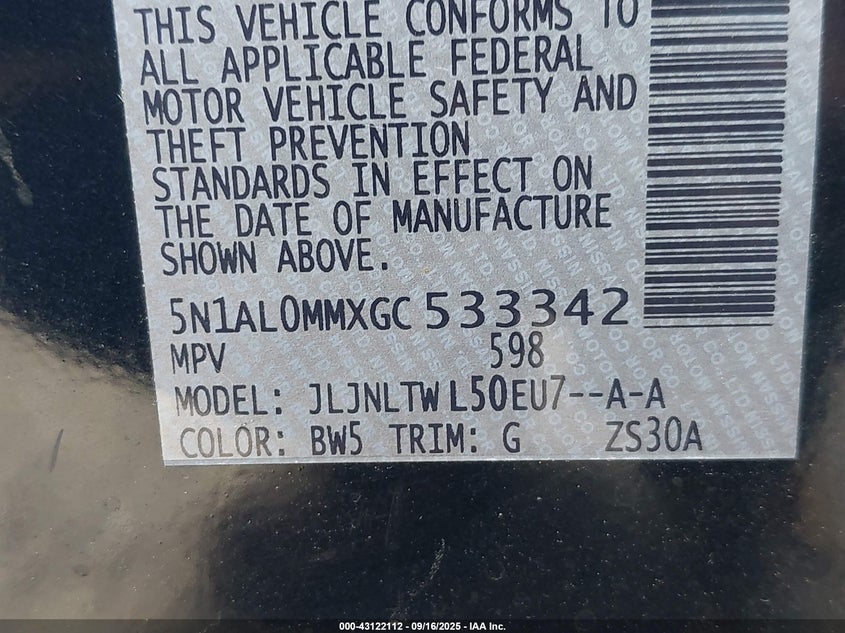 THIS VEHICLE CONFORMS TO
ALL APPLICABLE FEDERAL
MOTOR VEHICLE SAFETY AND
THEFT PREVENTION
STANDARDS IN EFFECT ON
THE DATE OF MANUFACTURE
SHOWN ABOVE.
5N1AL0MMXGC533342
MPV 598
MODEL: JLJNLTWL50EU7--A-A
COLOR: BW5 TRIM: G ZS30A
000-43122112 - 09/16/2025 - IAA Inc.